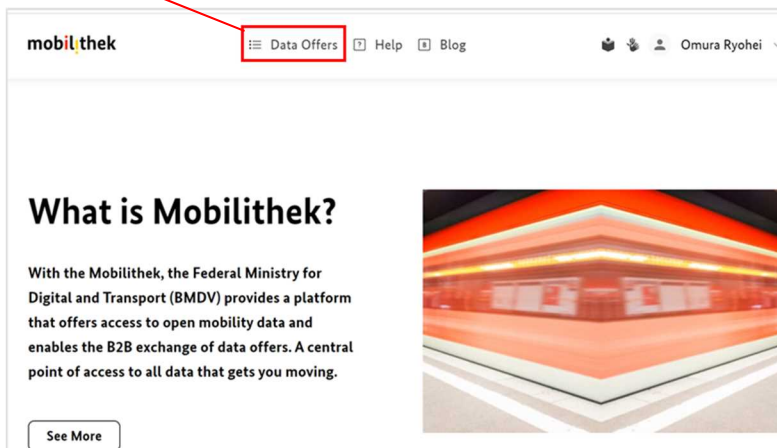 mobilithek
Data Offers Help Blog Omura Ryohei
What is Mobilithek?
With the Mobilithek, the Federal Ministry for
Digital and Transport (BMDV) provides a platform
that offers access to open mobility data and
enables the B2B exchange of data offers. A central
point of access to all data that gets you moving.
See More